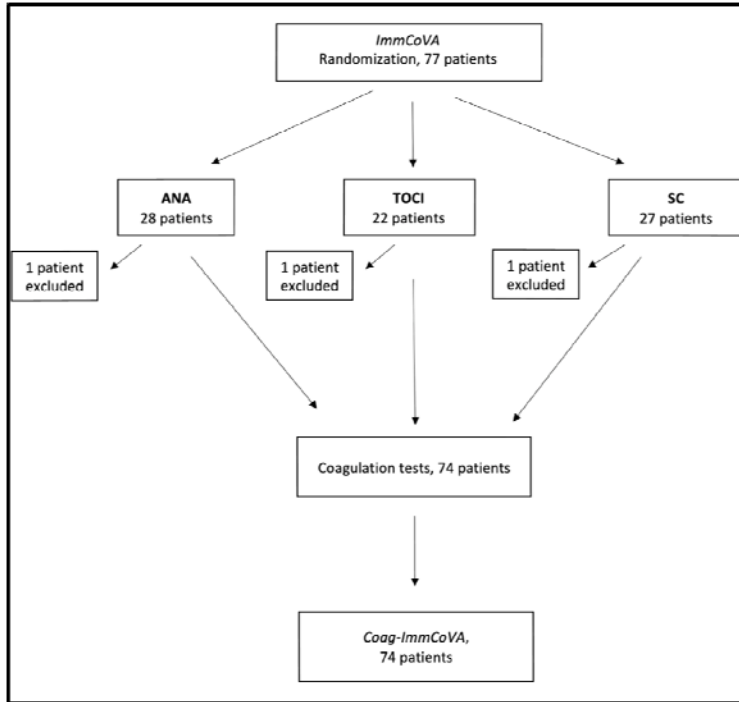 ImmCoVA
Randomization, 77 patients
ANA
28 patients
TOCI
22 patients
SC
27 patients
1 patient
excluded
1 patient
excluded
1 patient
excluded
Coagulation tests, 74 patients
Coag-ImmCoVA,
74 patients